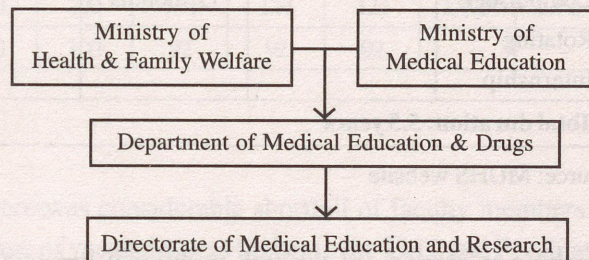 Ministry of
Health & Family Welfare
Ministry of
Medical Education
Department of Medical Education & Drugs
Directorate of Medical Education and Research